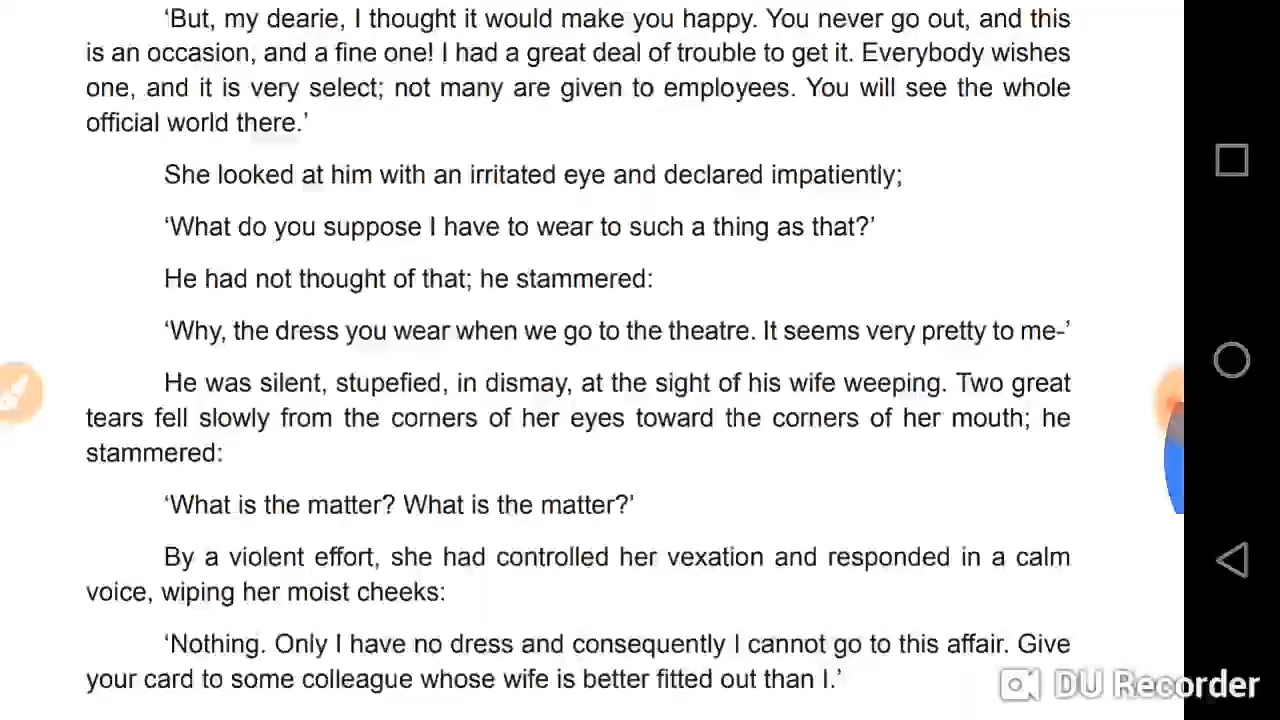 ‘But, my dearie, I thought it would make you happy. You never go out, and this
is an occasion, and a fine one! I had a great deal of trouble to get it. Everybody wishes
one, and it is very select; not many are given to employees. You will see the whole
official world there.’
She looked at him with an irritated eye and declared impatiently;
‘What do you suppose I have to wear to such a thing as that?’
He had not thought of that; he stammered:
‘Why, the dress you wear when we go to the theatre. It seems very pretty to me-’
He was silent, stupefied, in dismay, at the sight of his wife weeping. Two great
tears fell slowly from the corners of her eyes toward the corners of her mouth; he
stammered:
‘What is the matter? What is the matter?’
By a violent effort, she had controlled her vexation and responded in a calm
voice, wiping her moist cheeks:
‘Nothing. Only I have no dress and consequently I cannot go to this affair. Give
your card to some colleague whose wife is better fitted out than I.’
DU Recorder